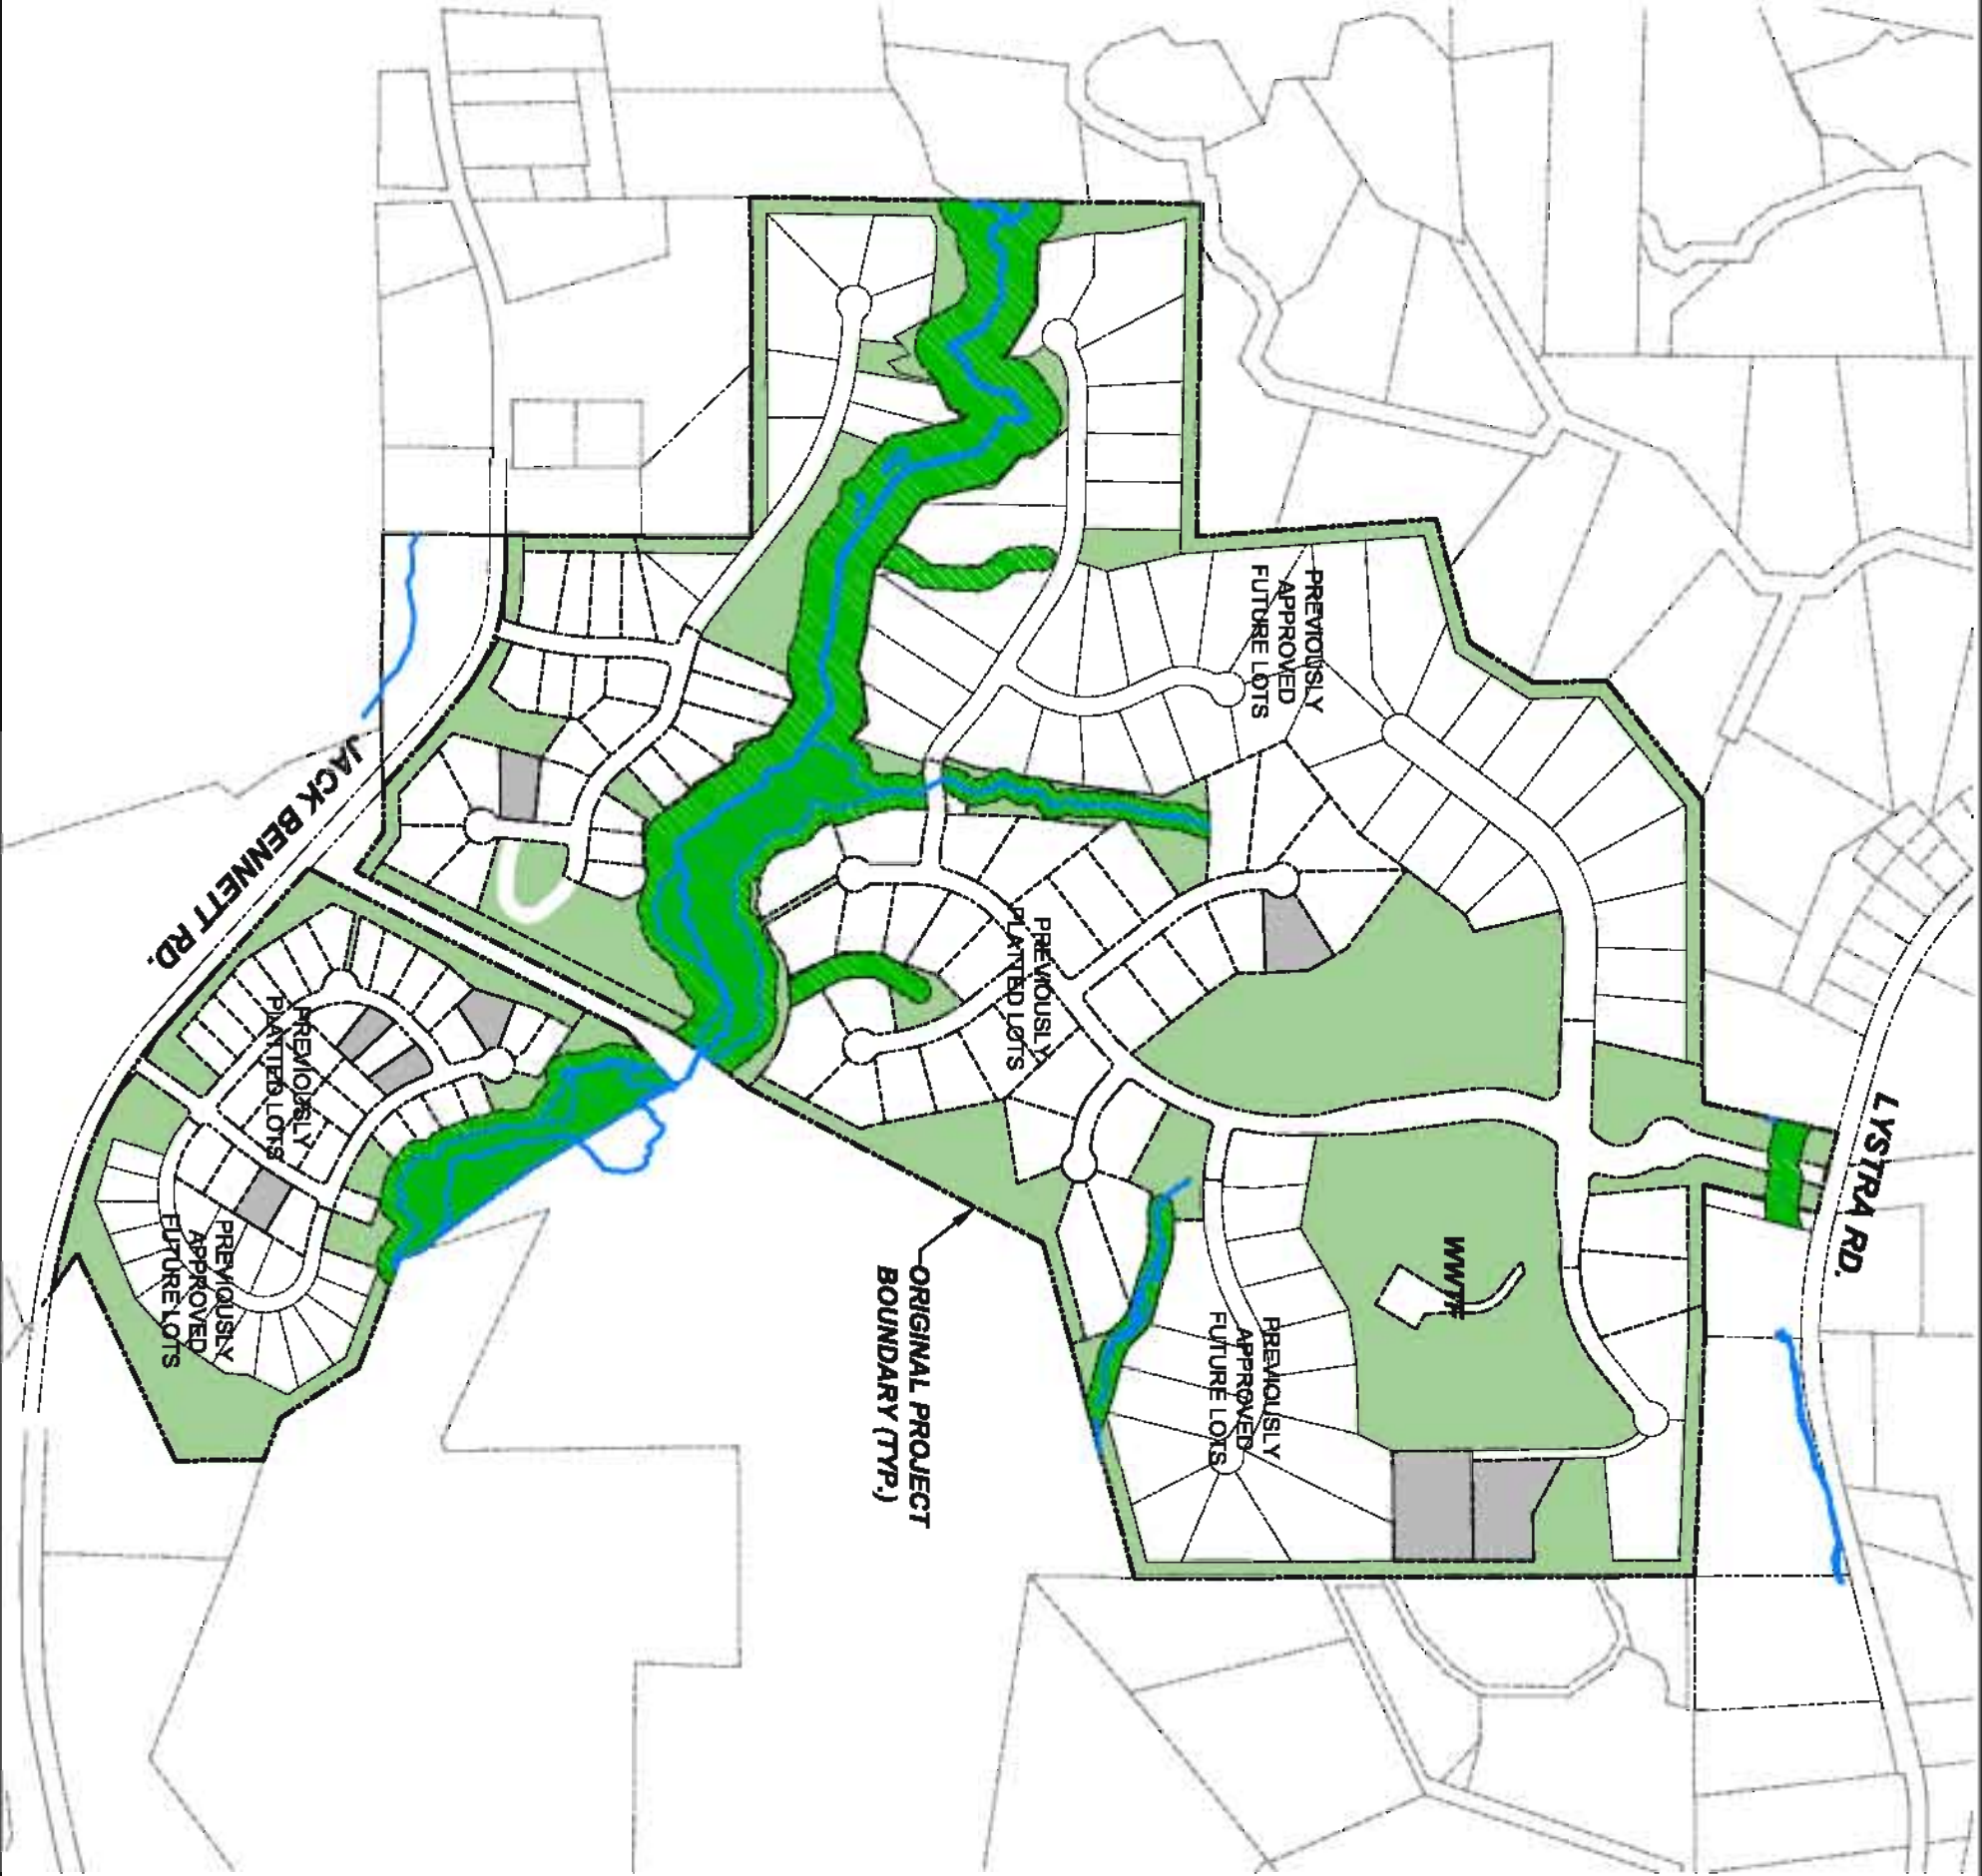 PREVIOUSLY
APPROVED
FUTURE LOTS
JACK BENNETT RD.
PREVIOUSLY
PLATTED LOTS
PREVIOUSLY
PLATTED LOTS
LYSTRA RD.
PREVIOUSLY
APPROVED
FUTURE LOTS
WWTF
ORIGINAL PROJECT
BOUNDARY (TYP.)
PREVIOUSLY
APPROVED
FUTURE LOTS